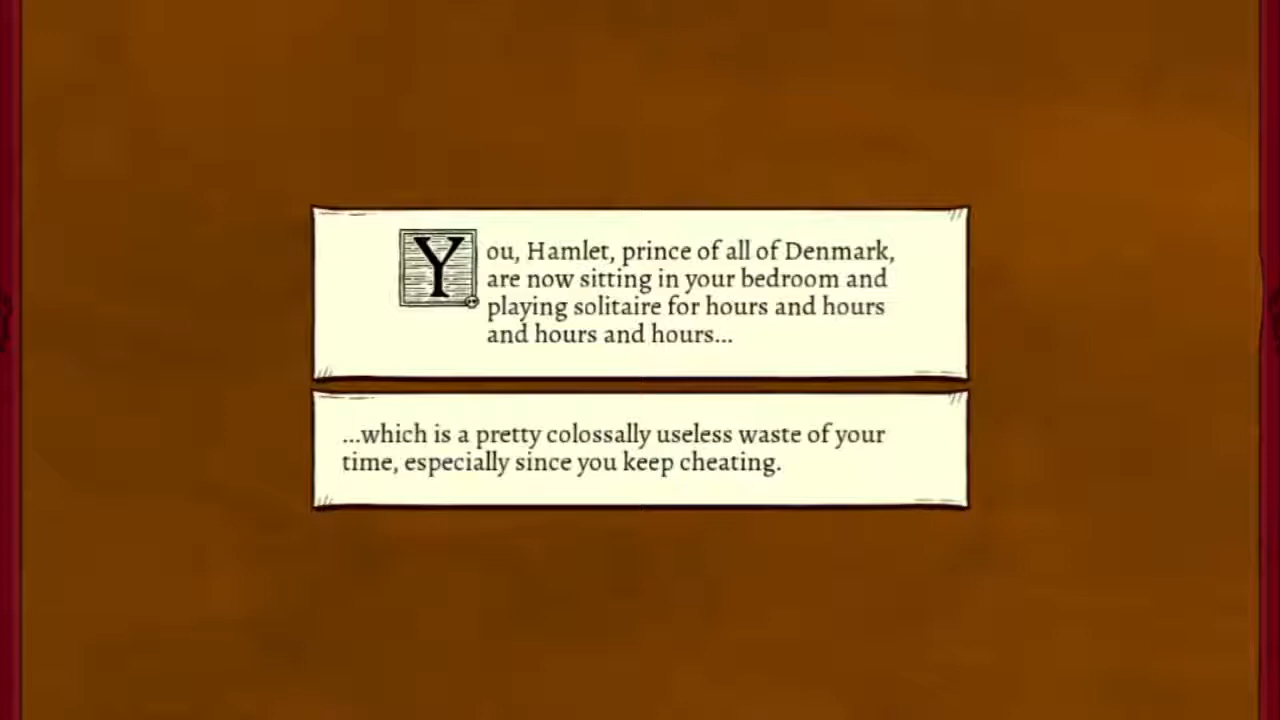 You, Hamlet, prince of all of Denmark,
are now sitting in your bedroom and
playing solitaire for hours and hours
and hours and hours...
...which is a pretty colossally useless waste of your
time, especially since you keep cheating.